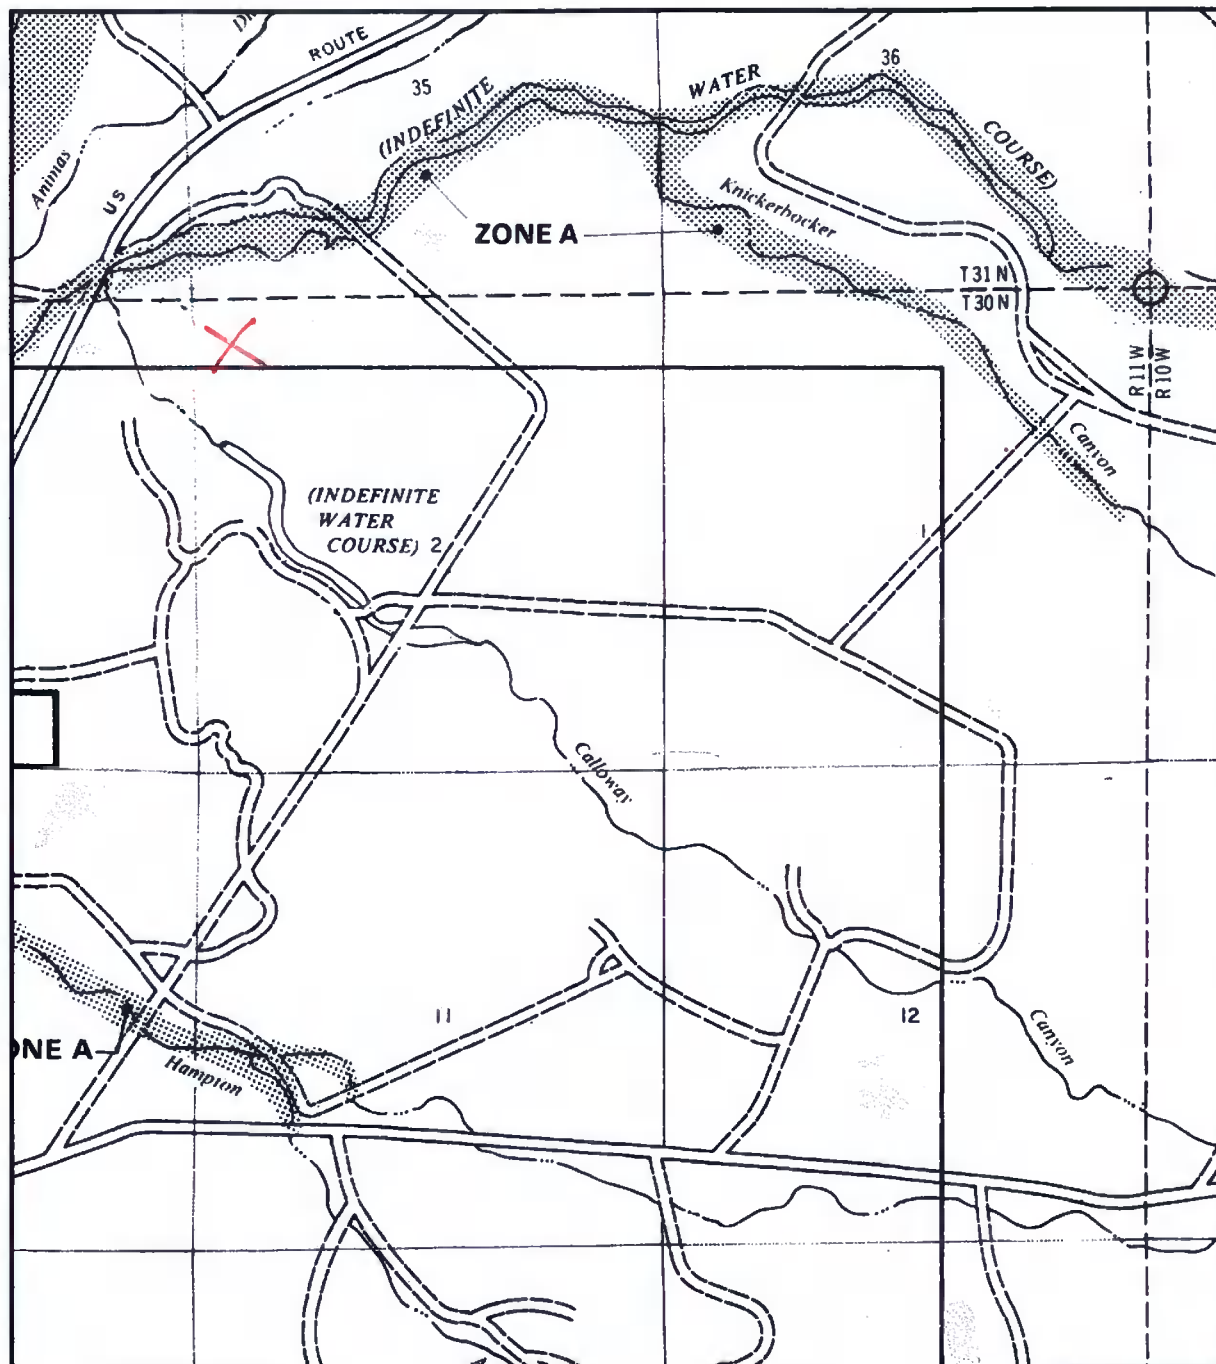 ROUTE
35
36
WATER
(INDEFINITE
COURSE)
Animas
US
Knickerbocker
ZONE A
T31N
T30N
R11W
R10W
Canyon
(INDEFINITE
WATER
COURSE) 2
1
Calloway
11
12
ONE A
Hampton
Canyon